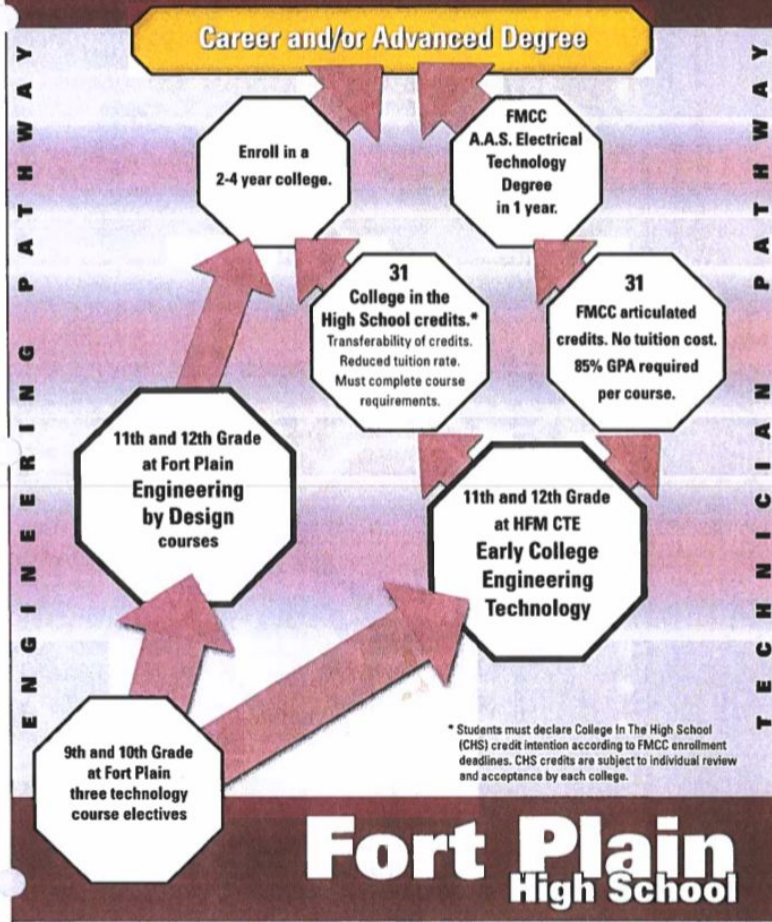 Career and/or Advanced Degree
ENGINEERING PATHWAY
TECHNICIAN PATHWAY
Enroll in a
2-4 year college.
FMCC
A.A.S. Electrical
Technology
Degree
in 1 year.
31
College in the
High School credits.*
Transferability of credits.
Reduced tuition rate.
Must complete course
requirements.
31
FMCC articulated
credits. No tuition cost.
85% GPA required
per course.
11th and 12th Grade
at Fort Plain
Engineering
by Design
courses
11th and 12th Grade
at HFM CTE
Early College
Engineering
Technology
9th and 10th Grade
at Fort Plain
three technology
course electives
* Students must declare College In The High School
(CHS) credit intention according to FMCC enrollment
deadlines. CHS credits are subject to individual review
and acceptance by each college.
Fort Plain
High School